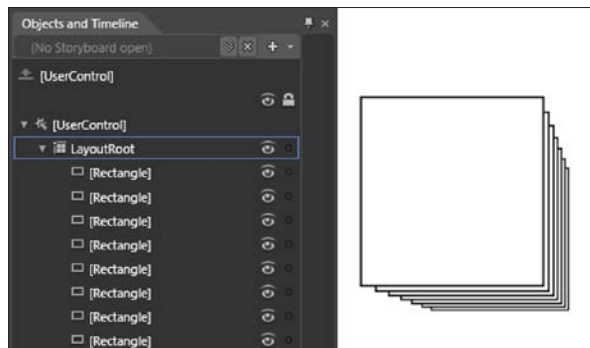 Objects and Timeline
(No Storyboard open)
[UserControl]
[UserControl]
LayoutRoot
[Rectangle]
[Rectangle]
[Rectangle]
[Rectangle]
[Rectangle]
[Rectangle]
[Rectangle]
[Rectangle]